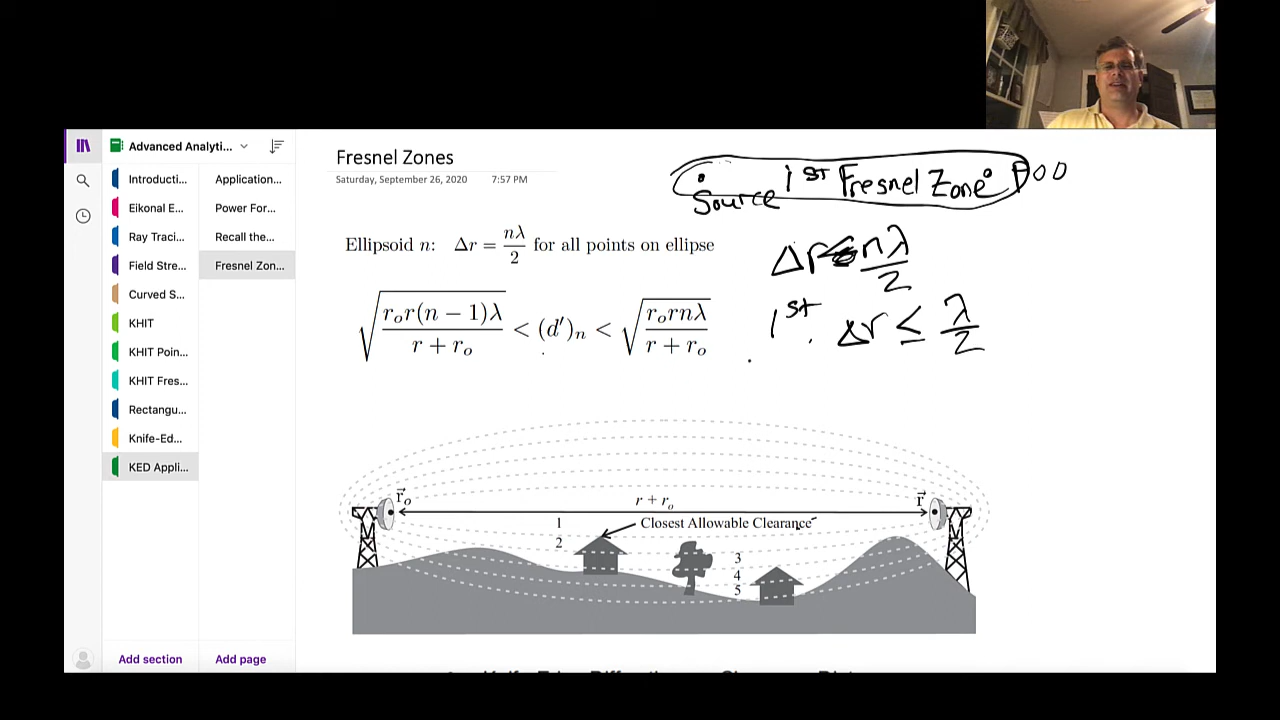 Advanced Analyti...
Introducti...
Eikonal E...
Ray Traci...
Field Stre...
Curved S...
KHIT
KHIT Poin...
KHIT Fres...
Rectangu...
Knife-Ed...
KED Appli...
Add section
Application...
Power For...
Recall the...
Fresnel Zon...
Add page
Fresnel Zones
Saturday, September 26, 2020 7:57 PM
Source 1ST Fresnel Zone
Ellipsoid n: Δr = nλ/2 for all points on ellipse
Δr nλ/2
√(r_o r(n − 1)λ / (r + r_o)) < (d′)_n < √(r_o rnλ / (r + r_o))
1st Δr ≤ λ/2
r⃗_o
r + r_o
r⃗
1
Closest Allowable Clearance
2
3
4
5